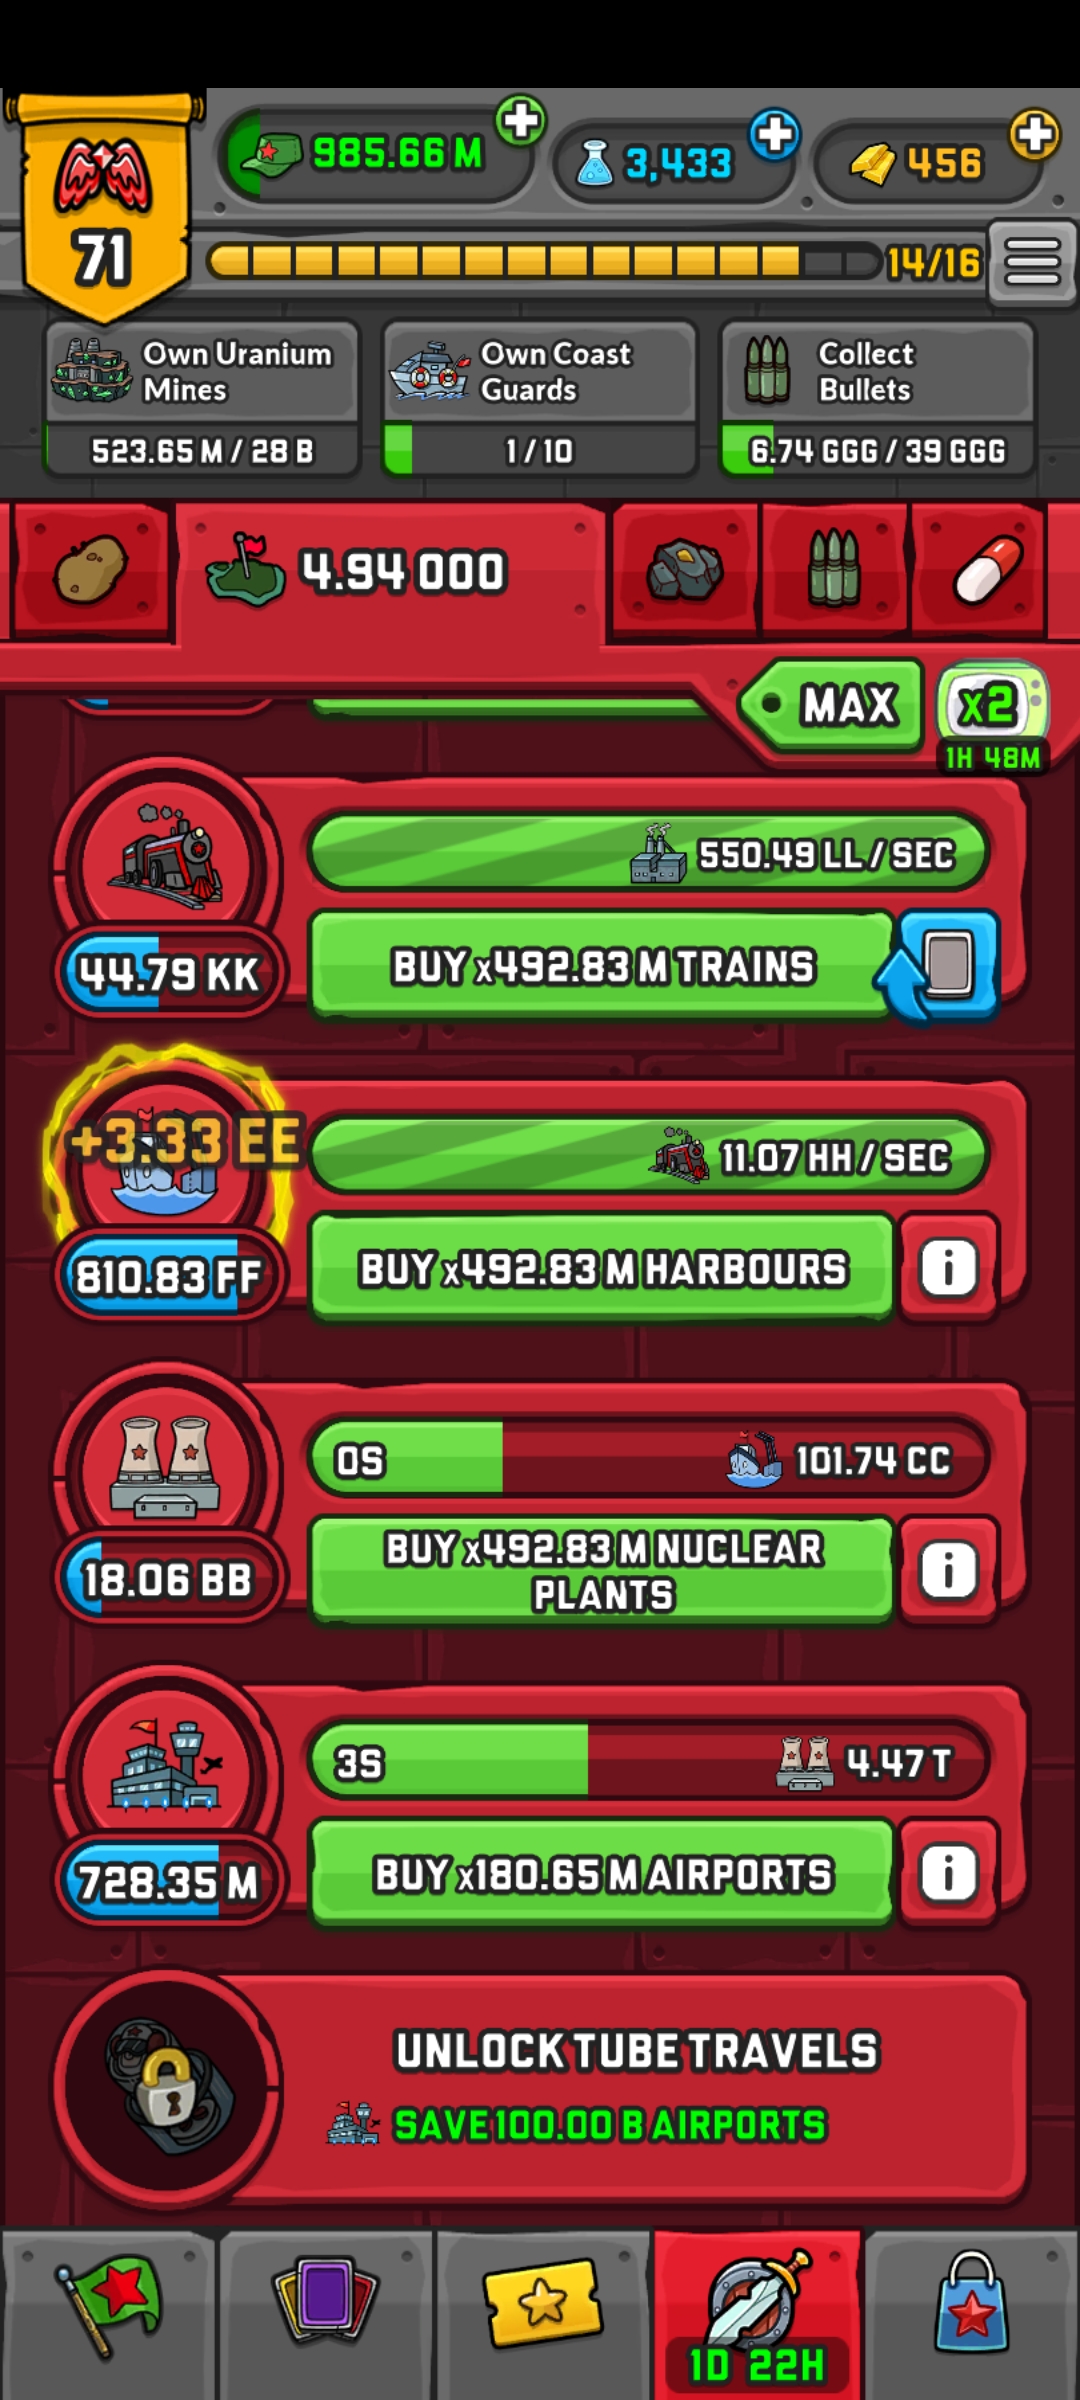 71
985.66 M
3,433
456
14/16
Own Uranium
Mines
523.65 M / 28 B
Own Coast
Guards
1 / 10
Collect
Bullets
6.74 GGG / 39 GGG
4.94 OOO
MAX
x2
1H 48M
550.49 LL / SEC
44.79 KK
BUY x492.83 M TRAINS
+3.33 EE
11.07 HH / SEC
810.83 FF
BUY x492.83 M HARBOURS
i
0S
101.74 CC
18.06 BB
BUY x492.83 M NUCLEAR
PLANTS
i
3S
4.47 T
728.35 M
BUY x180.65 M AIRPORTS
i
UNLOCK TUBE TRAVELS
SAVE 100.00 B AIRPORTS
1D 22H